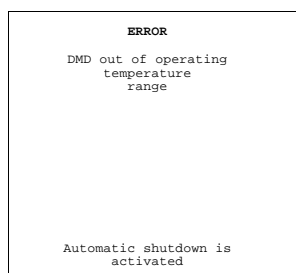 ERROR
DMD out of operating
temperature
range
Automatic shutdown is
activated